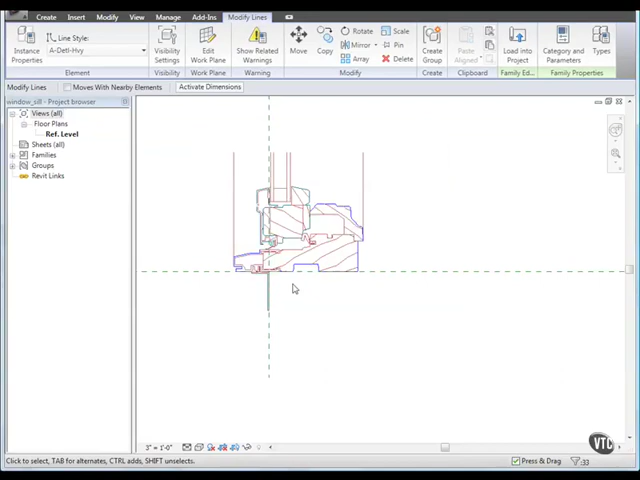 Create Insert Modify View Manage Add-Ins Modify Lines
Instance Properties
Line Style:
A-Detl-Hvy
Visibility Settings
Edit Work Plane
Show Related Warnings
Move
Copy
Rotate
Mirror
Array
Scale
Pin
Delete
Create Group
Paste Aligned
Load into Project
Category and Parameters
Types
Element Visibility Work Plane Warning Modify Create Clipboard Family Ed... Family Properties
Modify Lines Moves With Nearby Elements Activate Dimensions
window_sill - Project browser
Views (all)
Floor Plans
Ref. Level
Sheets (all)
Families
Groups
Revit Links
3" = 1'-0"
VTC
Click to select, TAB for alternates, CTRL adds, SHIFT unselects. Press & Drag :33